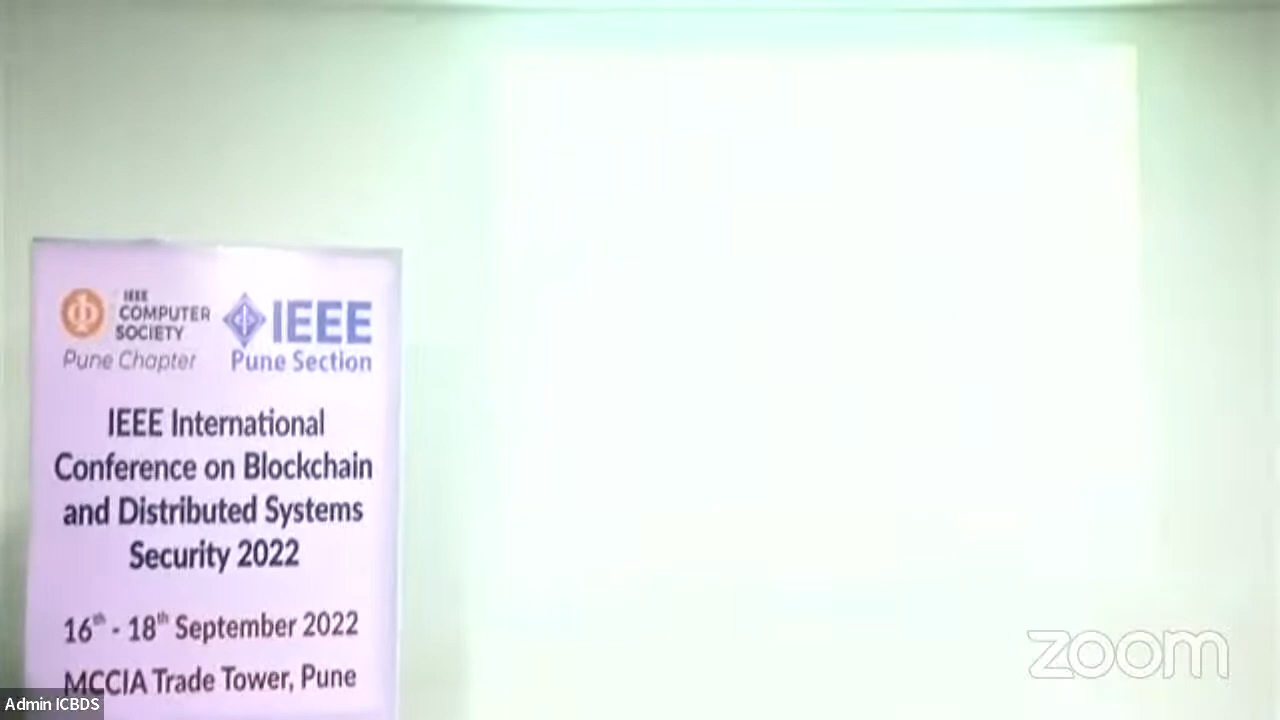 IEEE
COMPUTER
SOCIETY
Pune Chapter
IEEE
Pune Section
IEEE International
Conference on Blockchain
and Distributed Systems
Security 2022
16th - 18th September 2022
MCCIA Trade Tower, Pune
Admin ICBDS
zoom